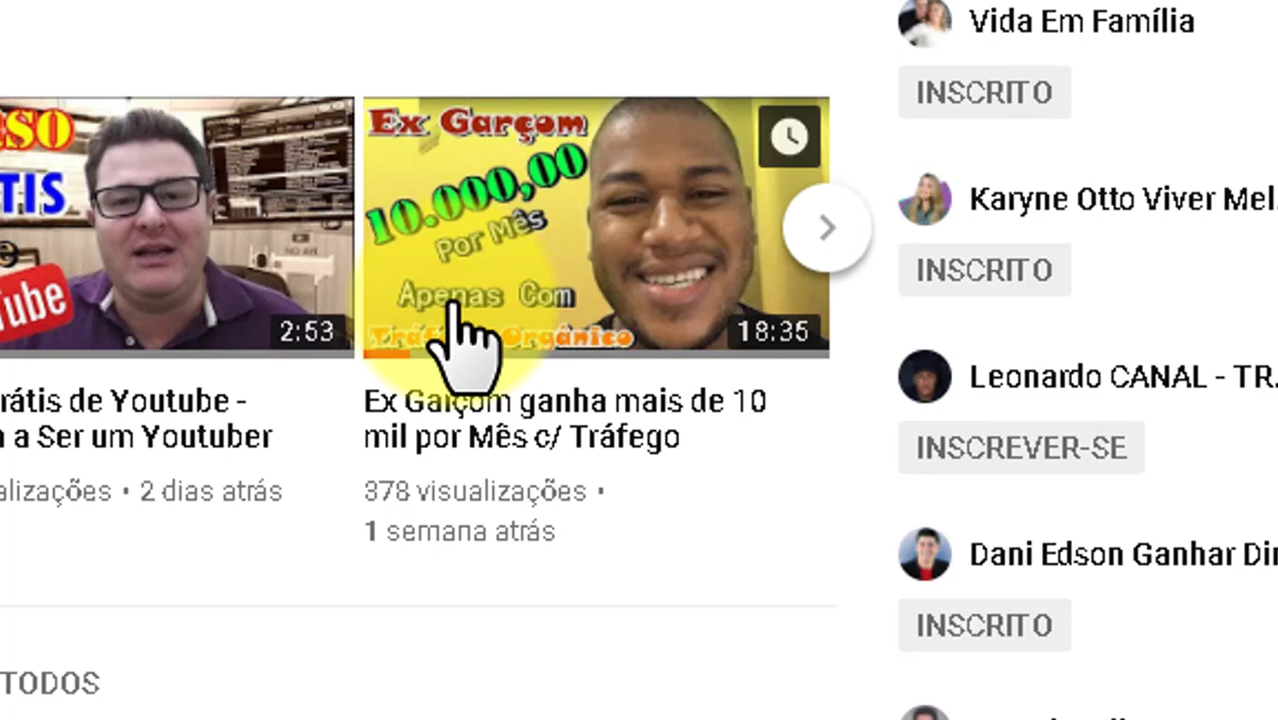 ESO
TIS
e
Tube
2:53
rátis de Youtube -
a Ser um Youtuber
alizações • 2 dias atrás
Ex Garçom
10.000,00
Por Mês
Apenas Com
Orgânico
18:35
Ex Garçom ganha mais de 10
mil por Mês c/ Tráfego
378 visualizações •
1 semana atrás
TODOS
Vida Em Família
INSCRITO
Karyne Otto Viver Mel.
INSCRITO
Leonardo CANAL - TR.
INSCREVER-SE
Dani Edson Ganhar Din
INSCRITO